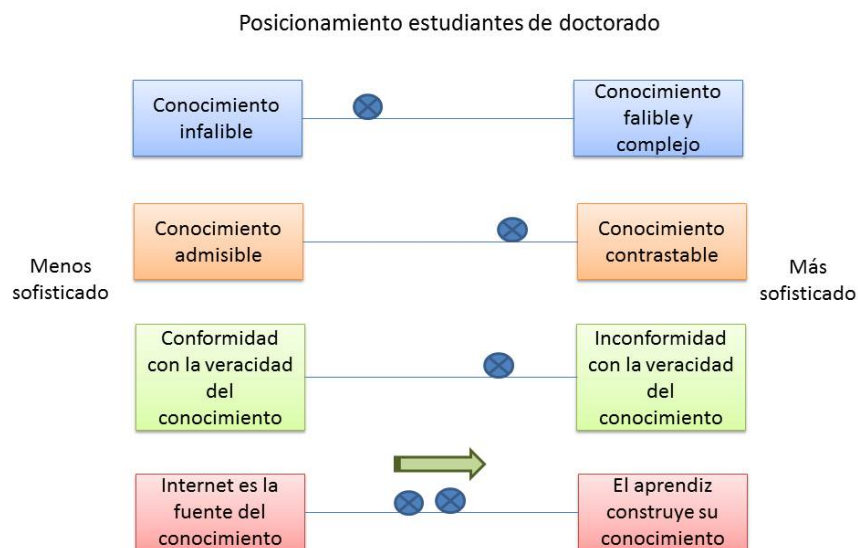 Posicionamiento estudiantes de doctorado
Conocimiento
infalible
Conocimiento
falible y
complejo
Conocimiento
admisible
Conocimiento
contrastable
Menos
sofisticado
Más
sofisticado
Conformidad
con la veracidad
del
conocimiento
Inconformidad
con la veracidad
del
conocimiento
Internet es la
fuente del
conocimiento
El aprendiz
construye su
conocimiento